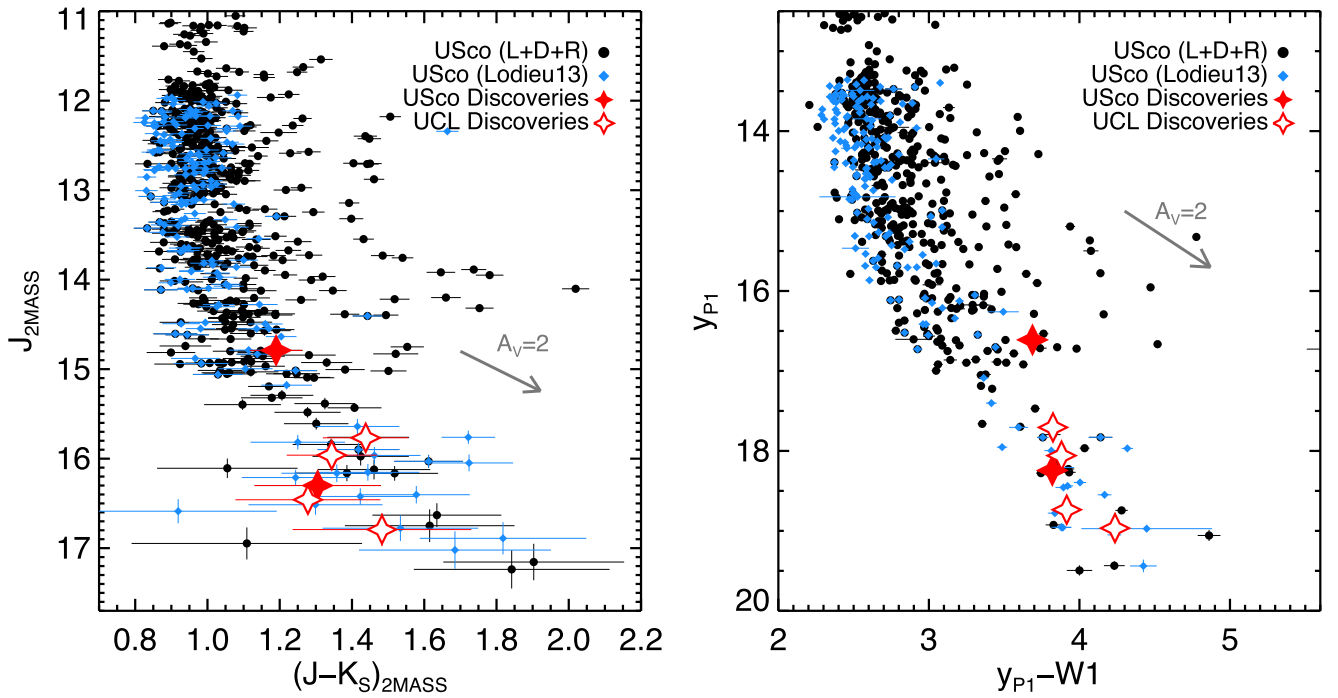 11
12
13
14
15
16
17
J2MASS
0.8 1.0 1.2 1.4 1.6 1.8 2.0 2.2
(J−KS)2MASS
USco (L+D+R)
USco (Lodieu13)
USco Discoveries
UCL Discoveries
AV=2
14
16
18
20
yP1
2 3 4 5
yP1−W1
USco (L+D+R)
USco (Lodieu13)
USco Discoveries
UCL Discoveries
AV=2